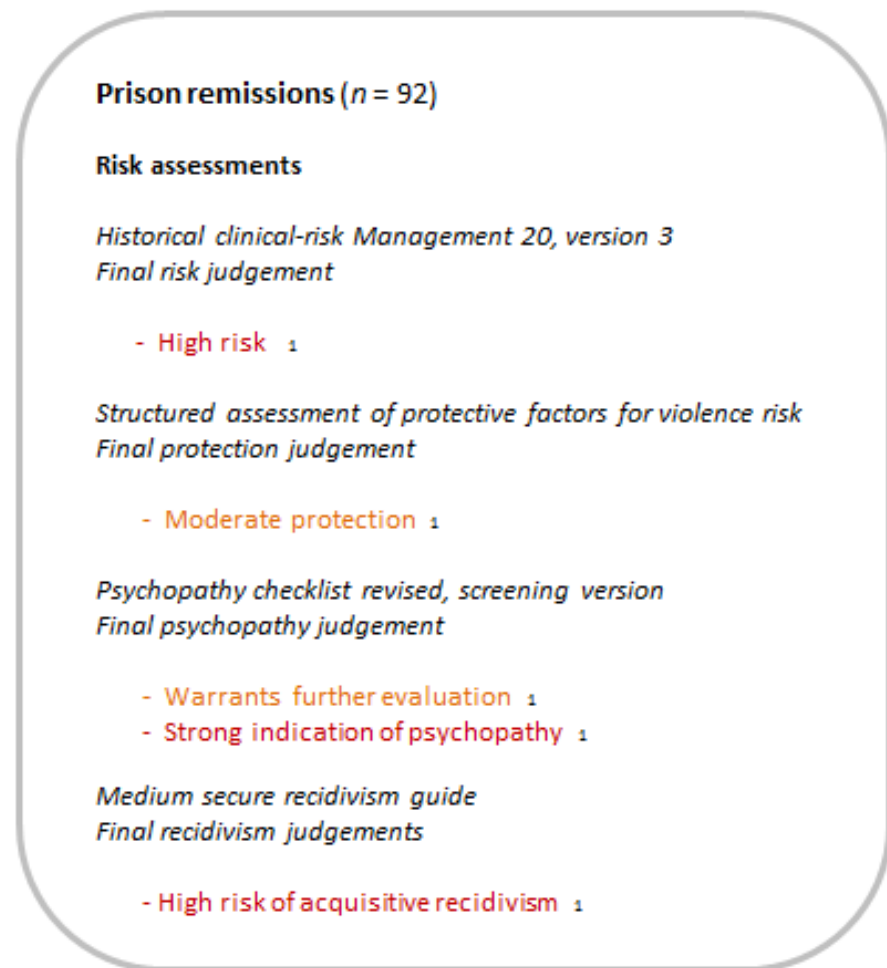 Prison remissions (n = 92)
Risk assessments
Historical clinical-risk Management 20, version 3
Final risk judgement
- High risk 1
Structured assessment of protective factors for violence risk
Final protection judgement
- Moderate protection 1
Psychopathy checklist revised, screening version
Final psychopathy judgement
- Warrants further evaluation 1
- Strong indication of psychopathy 1
Medium secure recidivism guide
Final recidivism judgements
- High risk of acquisitive recidivism 1